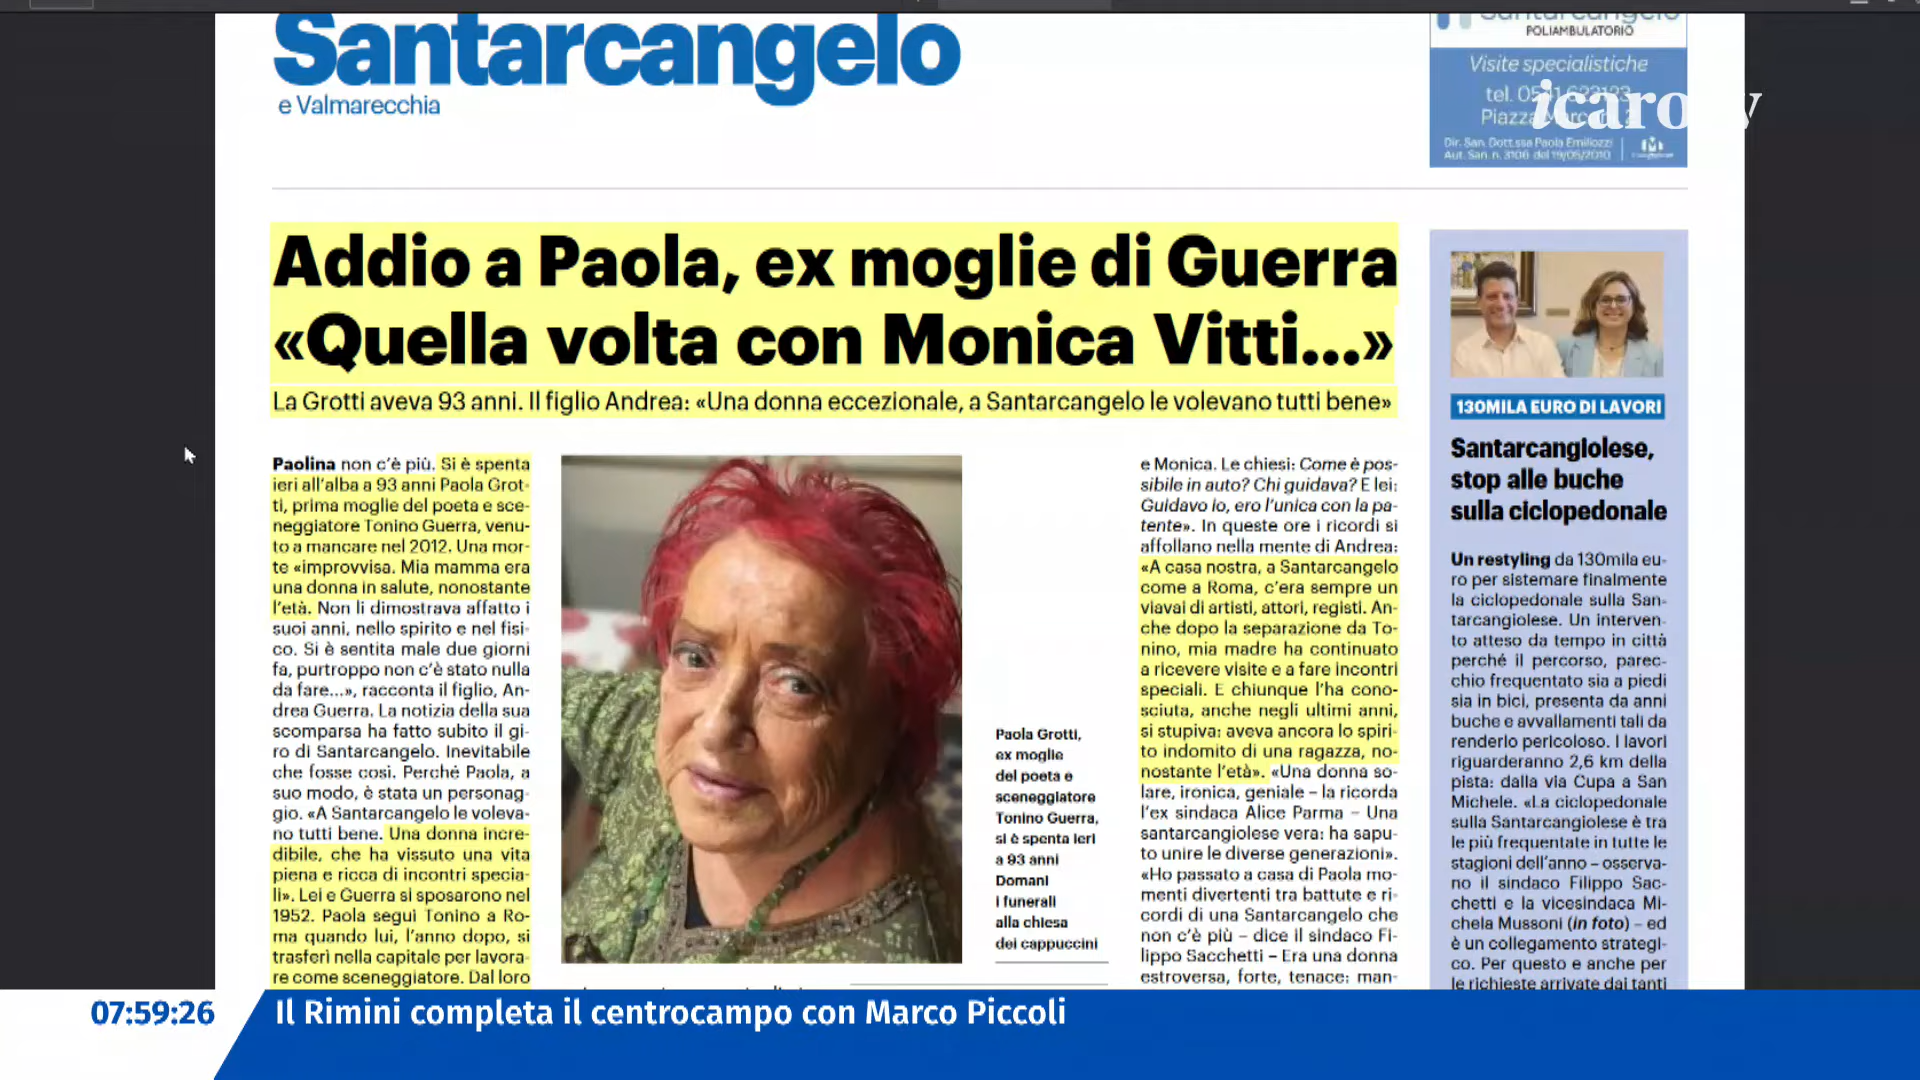 Santarcangelo
e Valmarecchia
Santarcangelo
POLIAMBULATORIO
Visite specialistiche
icaro
Dir. San. Dott.ssa Paola Emiliozzi
Aut. San. n. 3106 del 19/05/2010
Addio a Paola, ex moglie di Guerra
«Quella volta con Monica Vitti...»
La Grotti aveva 93 anni. Il figlio Andrea: «Una donna eccezionale, a Santarcangelo le volevano tutti bene»
Paolina non c'è più. Si è spenta
ieri all'alba a 93 anni Paola Grot-
ti, prima moglie del poeta e sce-
neggiatore Tonino Guerra, venu-
to a mancare nel 2012. Una mor-
te «improvvisa. Mia mamma era
una donna in salute, nonostante
l'età. Non li dimostrava affatto i
suoi anni, nello spirito e nel fisi-
co. Si è sentita male due giorni
fa, purtroppo non c'è stato nulla
da fare...», racconta il figlio, An-
drea Guerra. La notizia della sua
scomparsa ha fatto subito il gi-
ro di Santarcangelo. Inevitabile
che fosse così. Perché Paola, a
suo modo, è stata un personag-
gio. «A Santarcangelo le voleva-
no tutti bene. Una donna incre-
dibile, che ha vissuto una vita
piena e ricca di incontri specia-
li». Lei e Guerra si sposarono nel
1952. Paola seguì Tonino a Ro-
ma quando lui, l'anno dopo, si
trasferì nella capitale per lavora-
re come sceneggiatore. Dal loro
Paola Grotti,
ex moglie
del poeta e
sceneggiatore
Tonino Guerra,
si è spenta ieri
a 93 anni
Domani
i funerali
alla chiesa
dei cappuccini
e Monica. Le chiesi: Come è pos-
sibile in auto? Chi guidava? E lei:
Guidavo io, ero l'unica con la pa-
tente». In queste ore i ricordi si
affollano nella mente di Andrea:
«A casa nostra, a Santarcangelo
come a Roma, c'era sempre un
viavai di artisti, attori, registi. An-
che dopo la separazione da To-
nino, mia madre ha continuato
a ricevere visite e a fare incontri
speciali. E chiunque l'ha cono-
sciuta, anche negli ultimi anni,
si stupiva: aveva ancora lo spiri-
to indomito di una ragazza, no-
nostante l'età». «Una donna so-
lare, ironica, geniale – la ricorda
l'ex sindaca Alice Parma – Una
santarcangiolese vera: ha sapu-
to unire le diverse generazioni».
«Ho passato a casa di Paola mo-
menti divertenti tra battute e ri-
cordi di una Santarcangelo che
non c'è più – dice il sindaco Fi-
lippo Sacchetti – Era una donna
estroversa, forte, tenace: man-
130MILA EURO DI LAVORI
Santarcangiolese,
stop alle buche
sulla ciclopedonale
Un restyling da 130mila eu-
ro per sistemare finalmente
la ciclopedonale sulla San-
tarcangiolese. Un interven-
to atteso da tempo in città
perché il percorso, parec-
chio frequentato sia a piedi
sia in bici, presenta da anni
buche e avvallamenti tali da
renderlo pericoloso. I lavori
riguarderanno 2,6 km della
pista: dalla via Cupa a San
Michele. «La ciclopedonale
sulla Santarcangiolese è tra
le più frequentate in tutte le
stagioni dell'anno – osserva-
no il sindaco Filippo Sac-
chetti e la vicesindaca Mi-
chela Mussoni (in foto) – ed
è un collegamento strategi-
co. Per questo e anche per
le richieste arrivate dai tanti
07:59:26
Il Rimini completa il centrocampo con Marco Piccoli